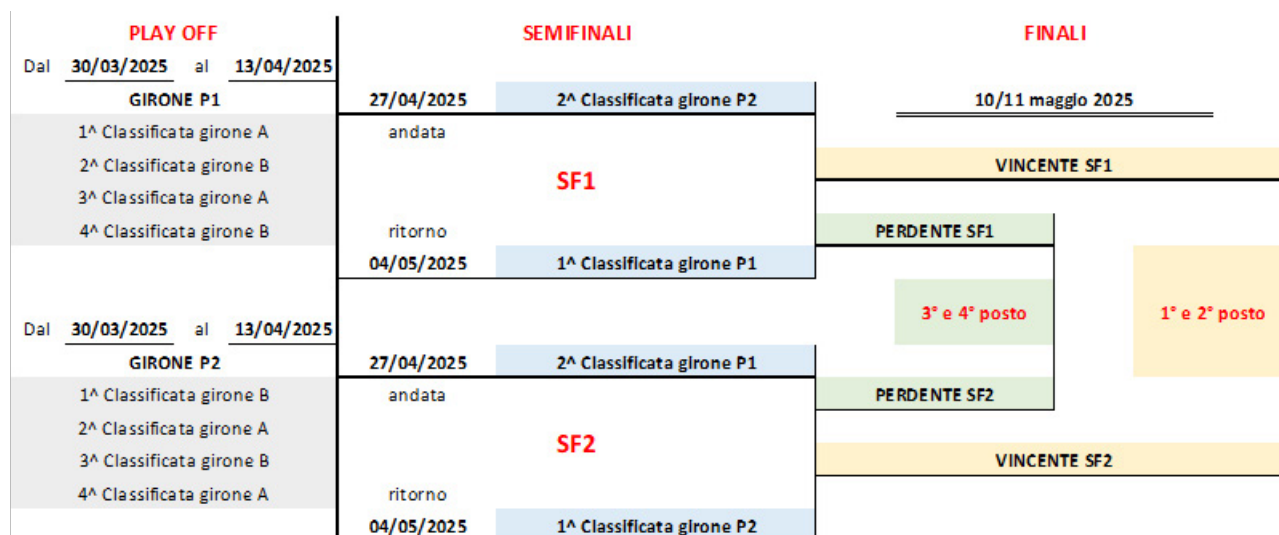 PLAY OFF SEMIFINALI FINALI
Dal 30/03/2025 al 13/04/2025
GIRONE P1 27/04/2025 2^ Classificata girone P2 10/11 maggio 2025
1^ Classificata girone A andata
2^ Classificata girone B VINCENTE SF1
SF1
3^ Classificata girone A
4^ Classificata girone B ritorno PERDENTE SF1
04/05/2025 1^ Classificata girone P1
3° e 4° posto 1° e 2° posto
Dal 30/03/2025 al 13/04/2025
GIRONE P2 27/04/2025 2^ Classificata girone P1
1^ Classificata girone B andata PERDENTE SF2
2^ Classificata girone A
SF2
3^ Classificata girone B VINCENTE SF2
4^ Classificata girone A ritorno
04/05/2025 1^ Classificata girone P2